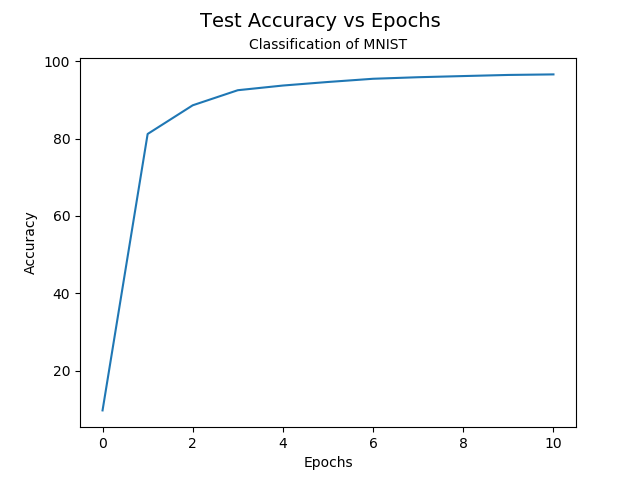 Test Accuracy vs Epochs
Classification of MNIST
100
80
60
40
20
Accuracy
0 2 4 6 8 10
Epochs